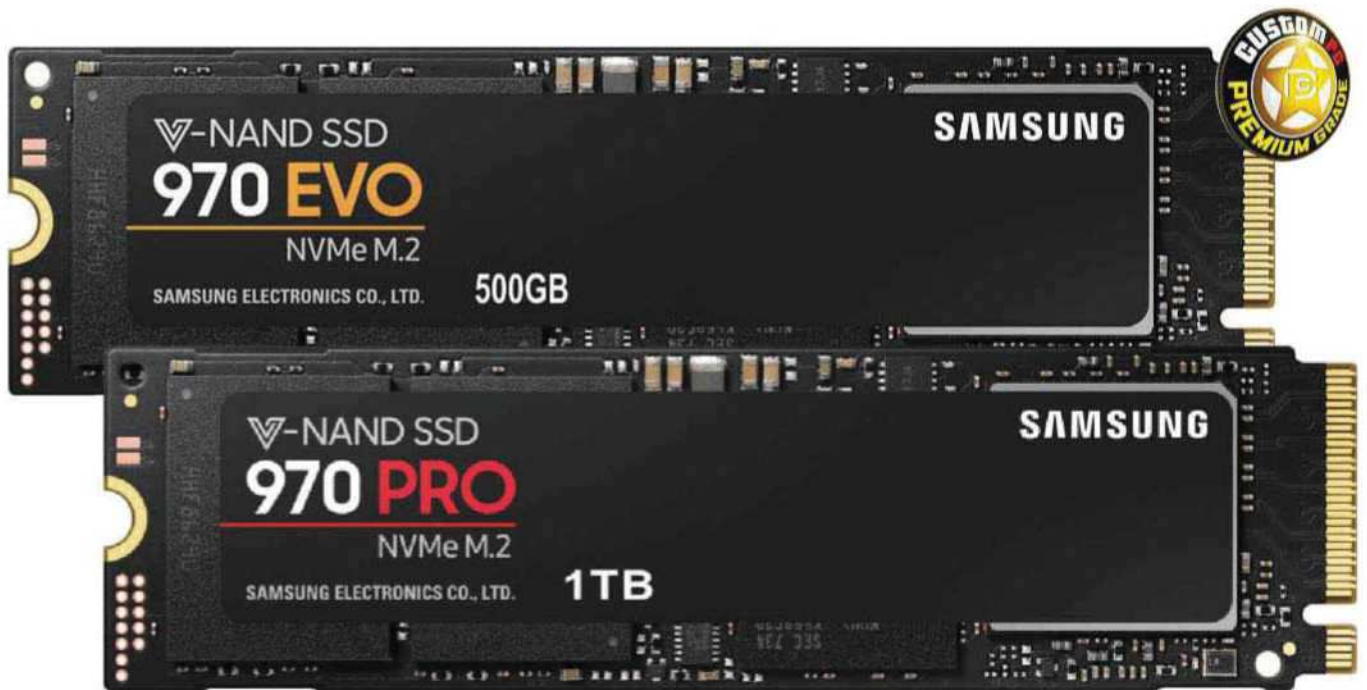 CUSTOM PC
PREMIUM GRADE
V-NAND SSD
SAMSUNG
970 EVO
NVMe M.2
SAMSUNG ELECTRONICS CO., LTD. 500GB
V-NAND SSD
SAMSUNG
970 PRO
NVMe M.2
SAMSUNG ELECTRONICS CO., LTD. 1TB